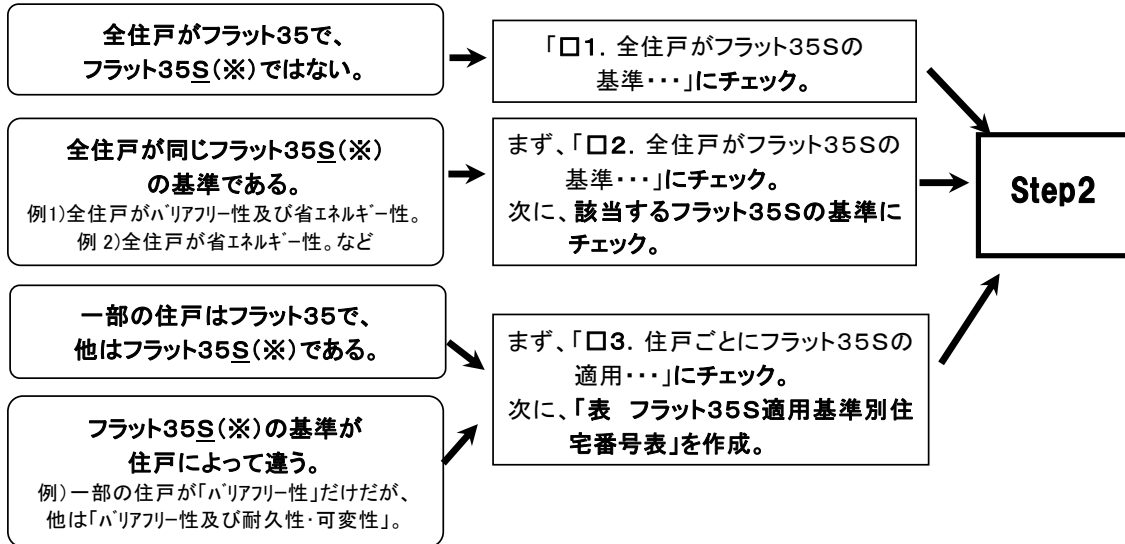 全住戸がフラット35で、
フラット35S(※)ではない。
「□1. 全住戸がフラット35Sの
基準・・・」にチェック。
全住戸が同じフラット35S(※)
の基準である。
例1)全住戸がﾊﾞﾘｱﾌﾘｰ性及び省ｴﾈﾙｷﾞｰ性。
例 2)全住戸が省ｴﾈﾙｷﾞｰ性。など
まず、「□2. 全住戸がフラット35Sの
基準・・・」にチェック。
次に、該当するフラット35Sの基準に
チェック。
Step2
一部の住戸はフラット35で、
他はフラット35S(※)である。
フラット35S(※)の基準が
住戸によって違う。
例)一部の住戸が「ﾊﾞﾘｱﾌﾘｰ性」だけだが、
他は「ﾊﾞﾘｱﾌﾘｰ性及び耐久性・可変性」。
まず、「□3. 住戸ごとにフラット35Sの
適用・・・」にチェック。
次に、「表　フラット35S適用基準別住
宅番号表」を作成。